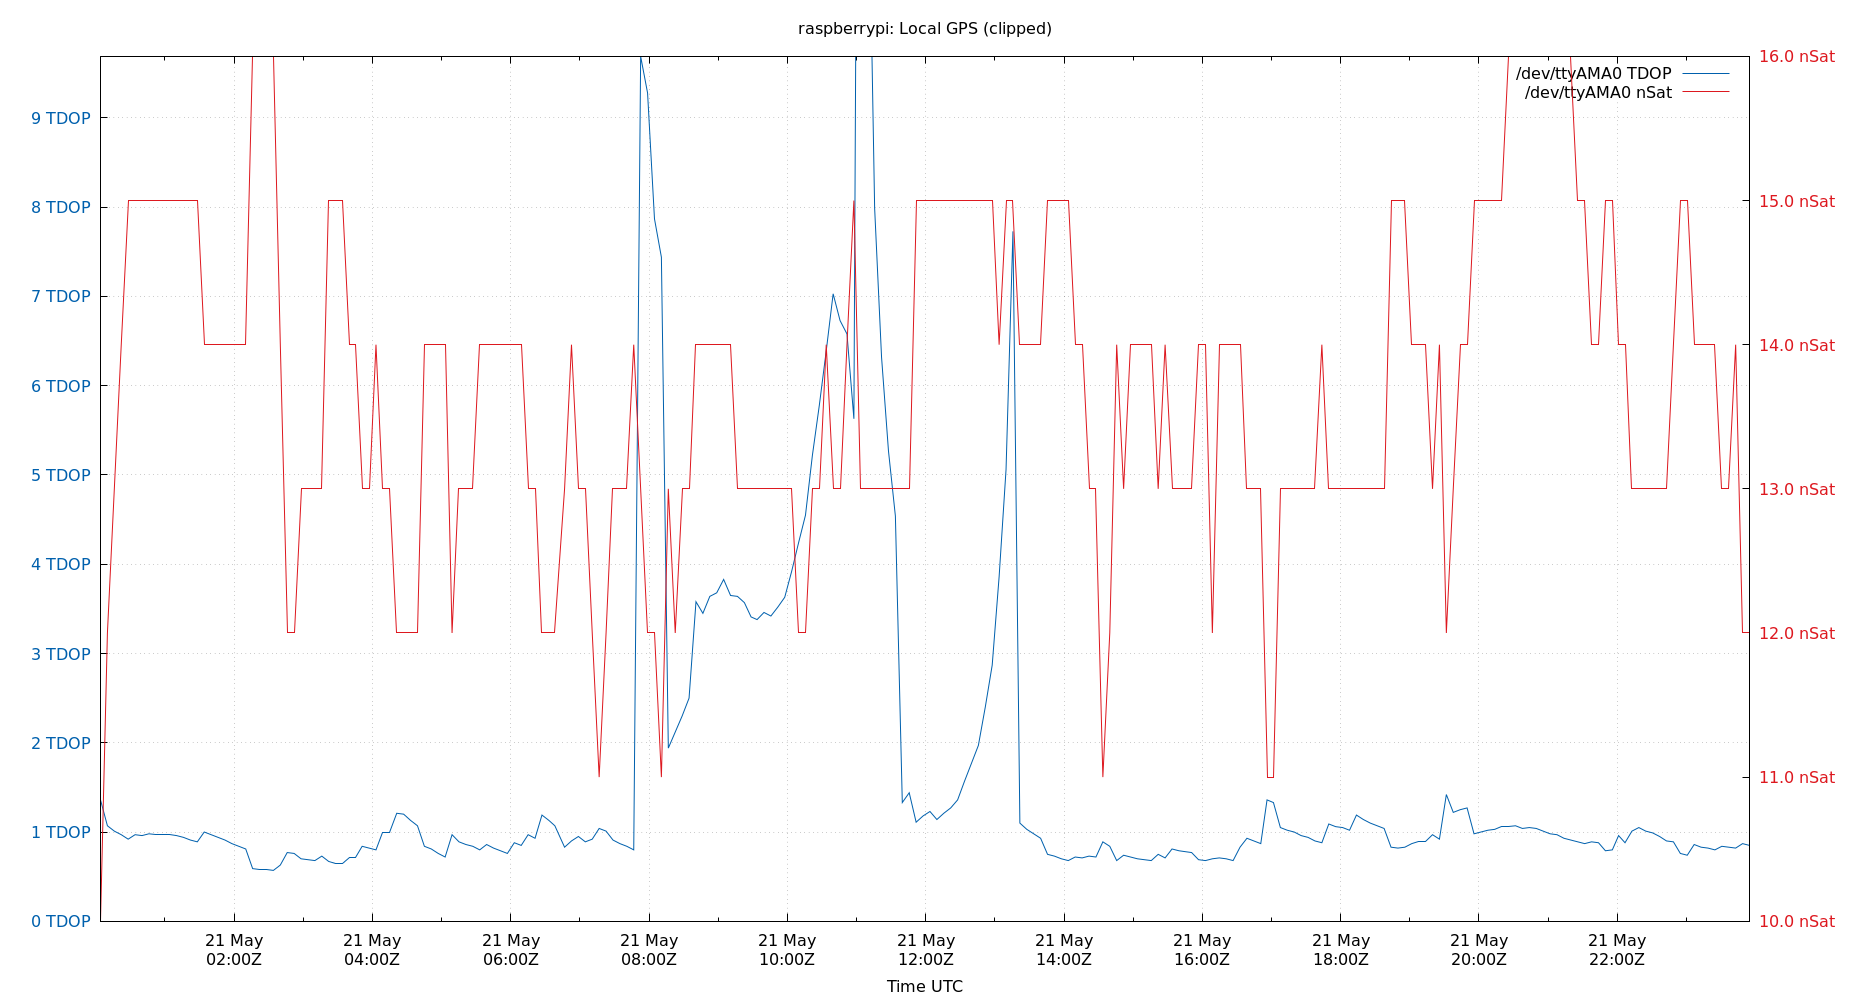 raspberrypi: Local GPS (clipped)
/dev/ttyAMA0 TDOP
/dev/ttyAMA0 nSat
9 TDOP
8 TDOP
7 TDOP
6 TDOP
5 TDOP
4 TDOP
3 TDOP
2 TDOP
1 TDOP
0 TDOP
16.0 nSat
15.0 nSat
14.0 nSat
13.0 nSat
12.0 nSat
11.0 nSat
10.0 nSat
21 May 21 May 21 May 21 May 21 May 21 May 21 May 21 May 21 May 21 May 21 May
02:00Z 04:00Z 06:00Z 08:00Z 10:00Z 12:00Z 14:00Z 16:00Z 18:00Z 20:00Z 22:00Z
Time UTC